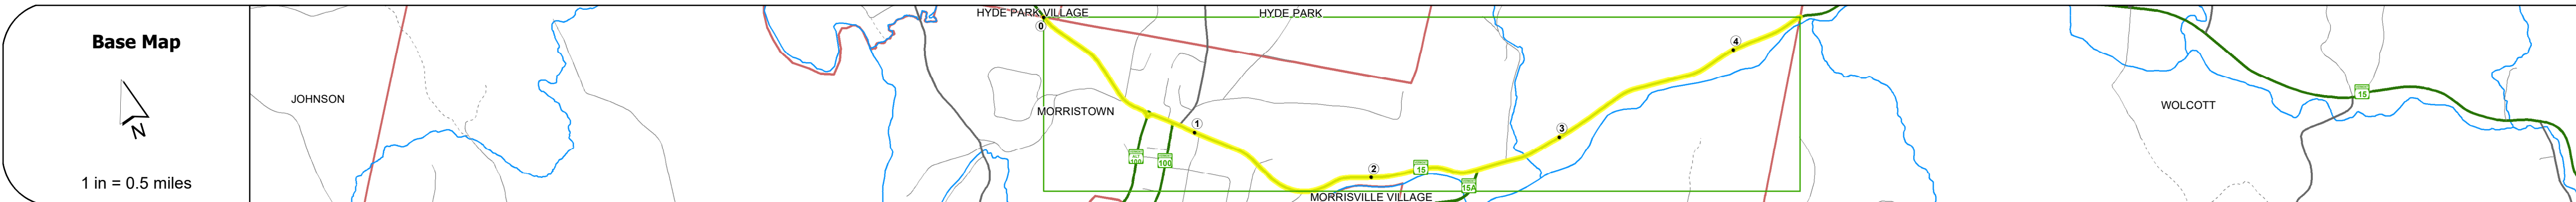 Base Map
N
1 in = 0.5 miles
JOHNSON
HYDE PARK VILLAGE
HYDE PARK
0
MORRISTOWN
1
100
100
2
15
15A
MORRISVILLE VILLAGE
3
4
WOLCOTT
15